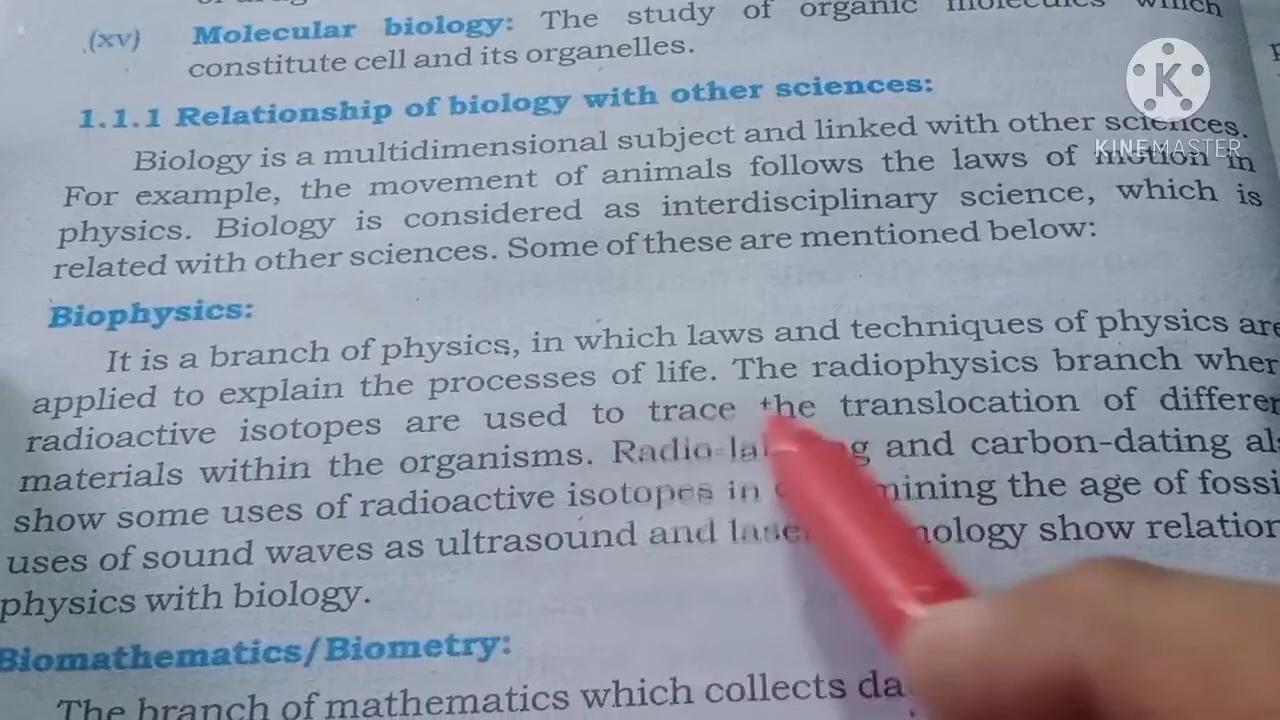 (xv) Molecular biology: The study of organic molecules which
constitute cell and its organelles.
K
KINEMASTER
1.1.1 Relationship of biology with other sciences:
Biology is a multidimensional subject and linked with other sciences.
For example, the movement of animals follows the laws of motion in
physics. Biology is considered as interdisciplinary science, which is
related with other sciences. Some of these are mentioned below:
Biophysics:
It is a branch of physics, in which laws and techniques of physics are
applied to explain the processes of life. The radiophysics branch wher
radioactive isotopes are used to trace the translocation of differen
materials within the organisms. and carbon-dating al
show some uses of radioactive isotopes in the age of fossi
uses of sound waves as ultrasound and show relation
physics with biology.
Biomathematics/Biometry:
The branch of mathematics which collects da